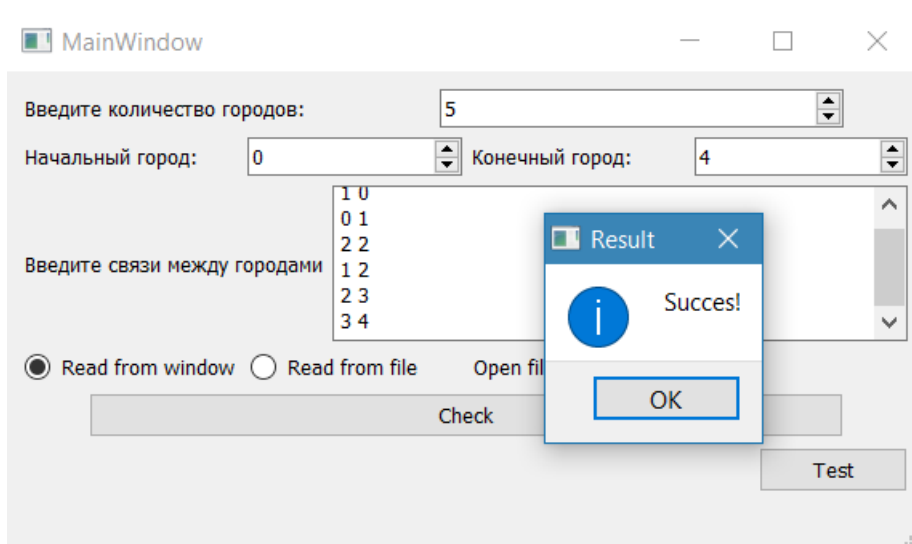 MainWindow
Введите количество городов: 5
Начальный город: 0 Конечный город: 4
Введите связи между городами
1 0
0 1
2 2
1 2
2 3
3 4
Result
Succes!
OK
Read from window Read from file Open fil
Check
Test